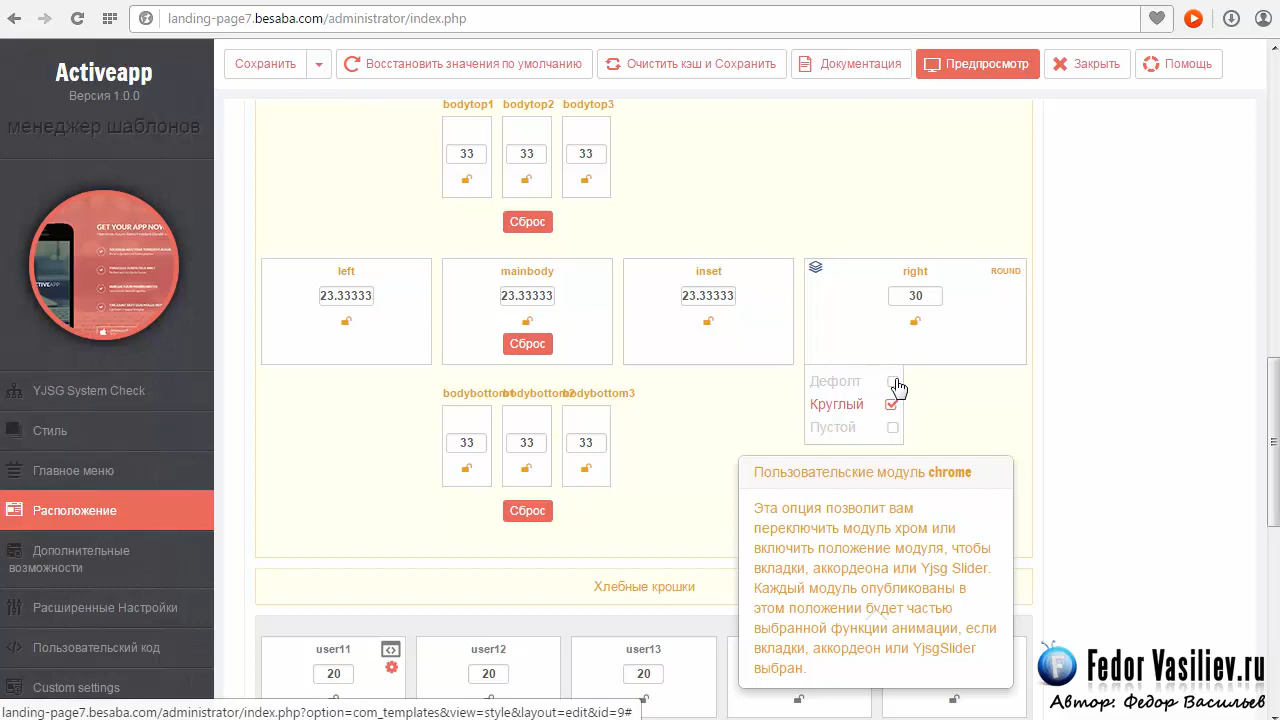 landing-page7.besaba.com/administrator/index.php
Activeapp
Версия 1.0.0
менеджер шаблонов
GET YOUR APP NOW
YJSG System Check
Стиль
Главное меню
Расположение
Дополнительные
возможности
Расширенные Настройки
Пользовательский код
Custom settings
Сохранить
Восстановить значения по умолчанию
Очистить кэш и Сохранить
Документация
Предпросмотр
Закрыть
Помощь
bodytop1 bodytop2 bodytop3
33 33 33
Сброс
left mainbody inset right ROUND
23.33333 23.33333 23.33333 30
Сброс
bodybottom1 bodybottom2 bodybottom3
33 33 33
Сброс
Дефолт
Круглый
Пустой
Пользовательские модуль chrome
Эта опция позволит вам
переключить модуль хром или
включить положение модуля, чтобы
вкладки, аккордеона или Yjsg Slider.
Каждый модуль опубликованы в
этом положении будет частью
выбранной функции анимации, если
вкладки, аккордеон или YjsgSlider
выбран.
Хлебные крошки
user11 user12 user13
20 20 20
Fedor Vasiliev.ru
Автор: Федор Васильев
landing-page7.besaba.com/administrator/index.php?option=com_templates&view=style&layout=edit&id=9#